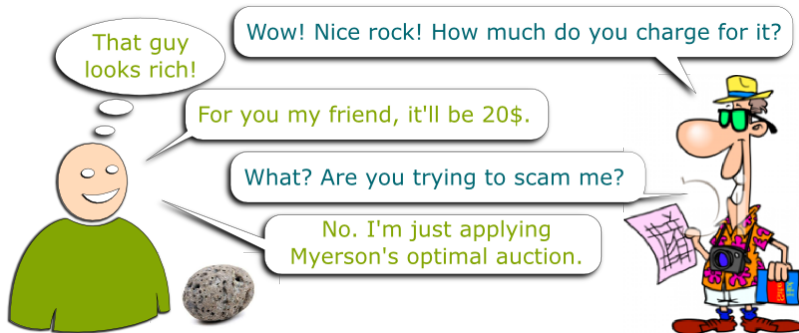 That guy
looks rich!
Wow! Nice rock! How much do you charge for it?
For you my friend, it'll be 20$.
What? Are you trying to scam me?
No. I'm just applying
Myerson's optimal auction.